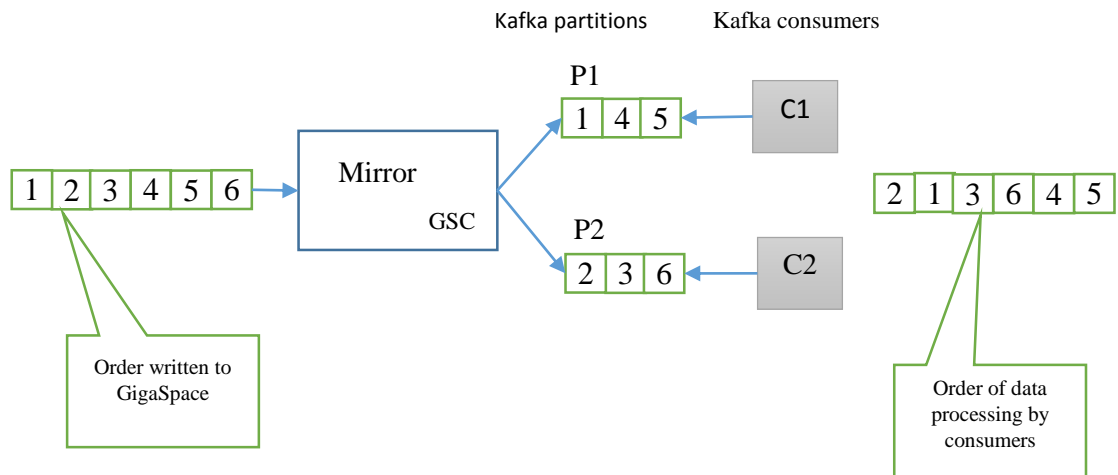 Kafka partitions
Kafka consumers
P1
1 4 5
C1
1 2 3 4 5 6
Mirror
GSC
2 1 3 6 4 5
P2
2 3 6
C2
Order written to
GigaSpace
Order of data
processing by
consumers